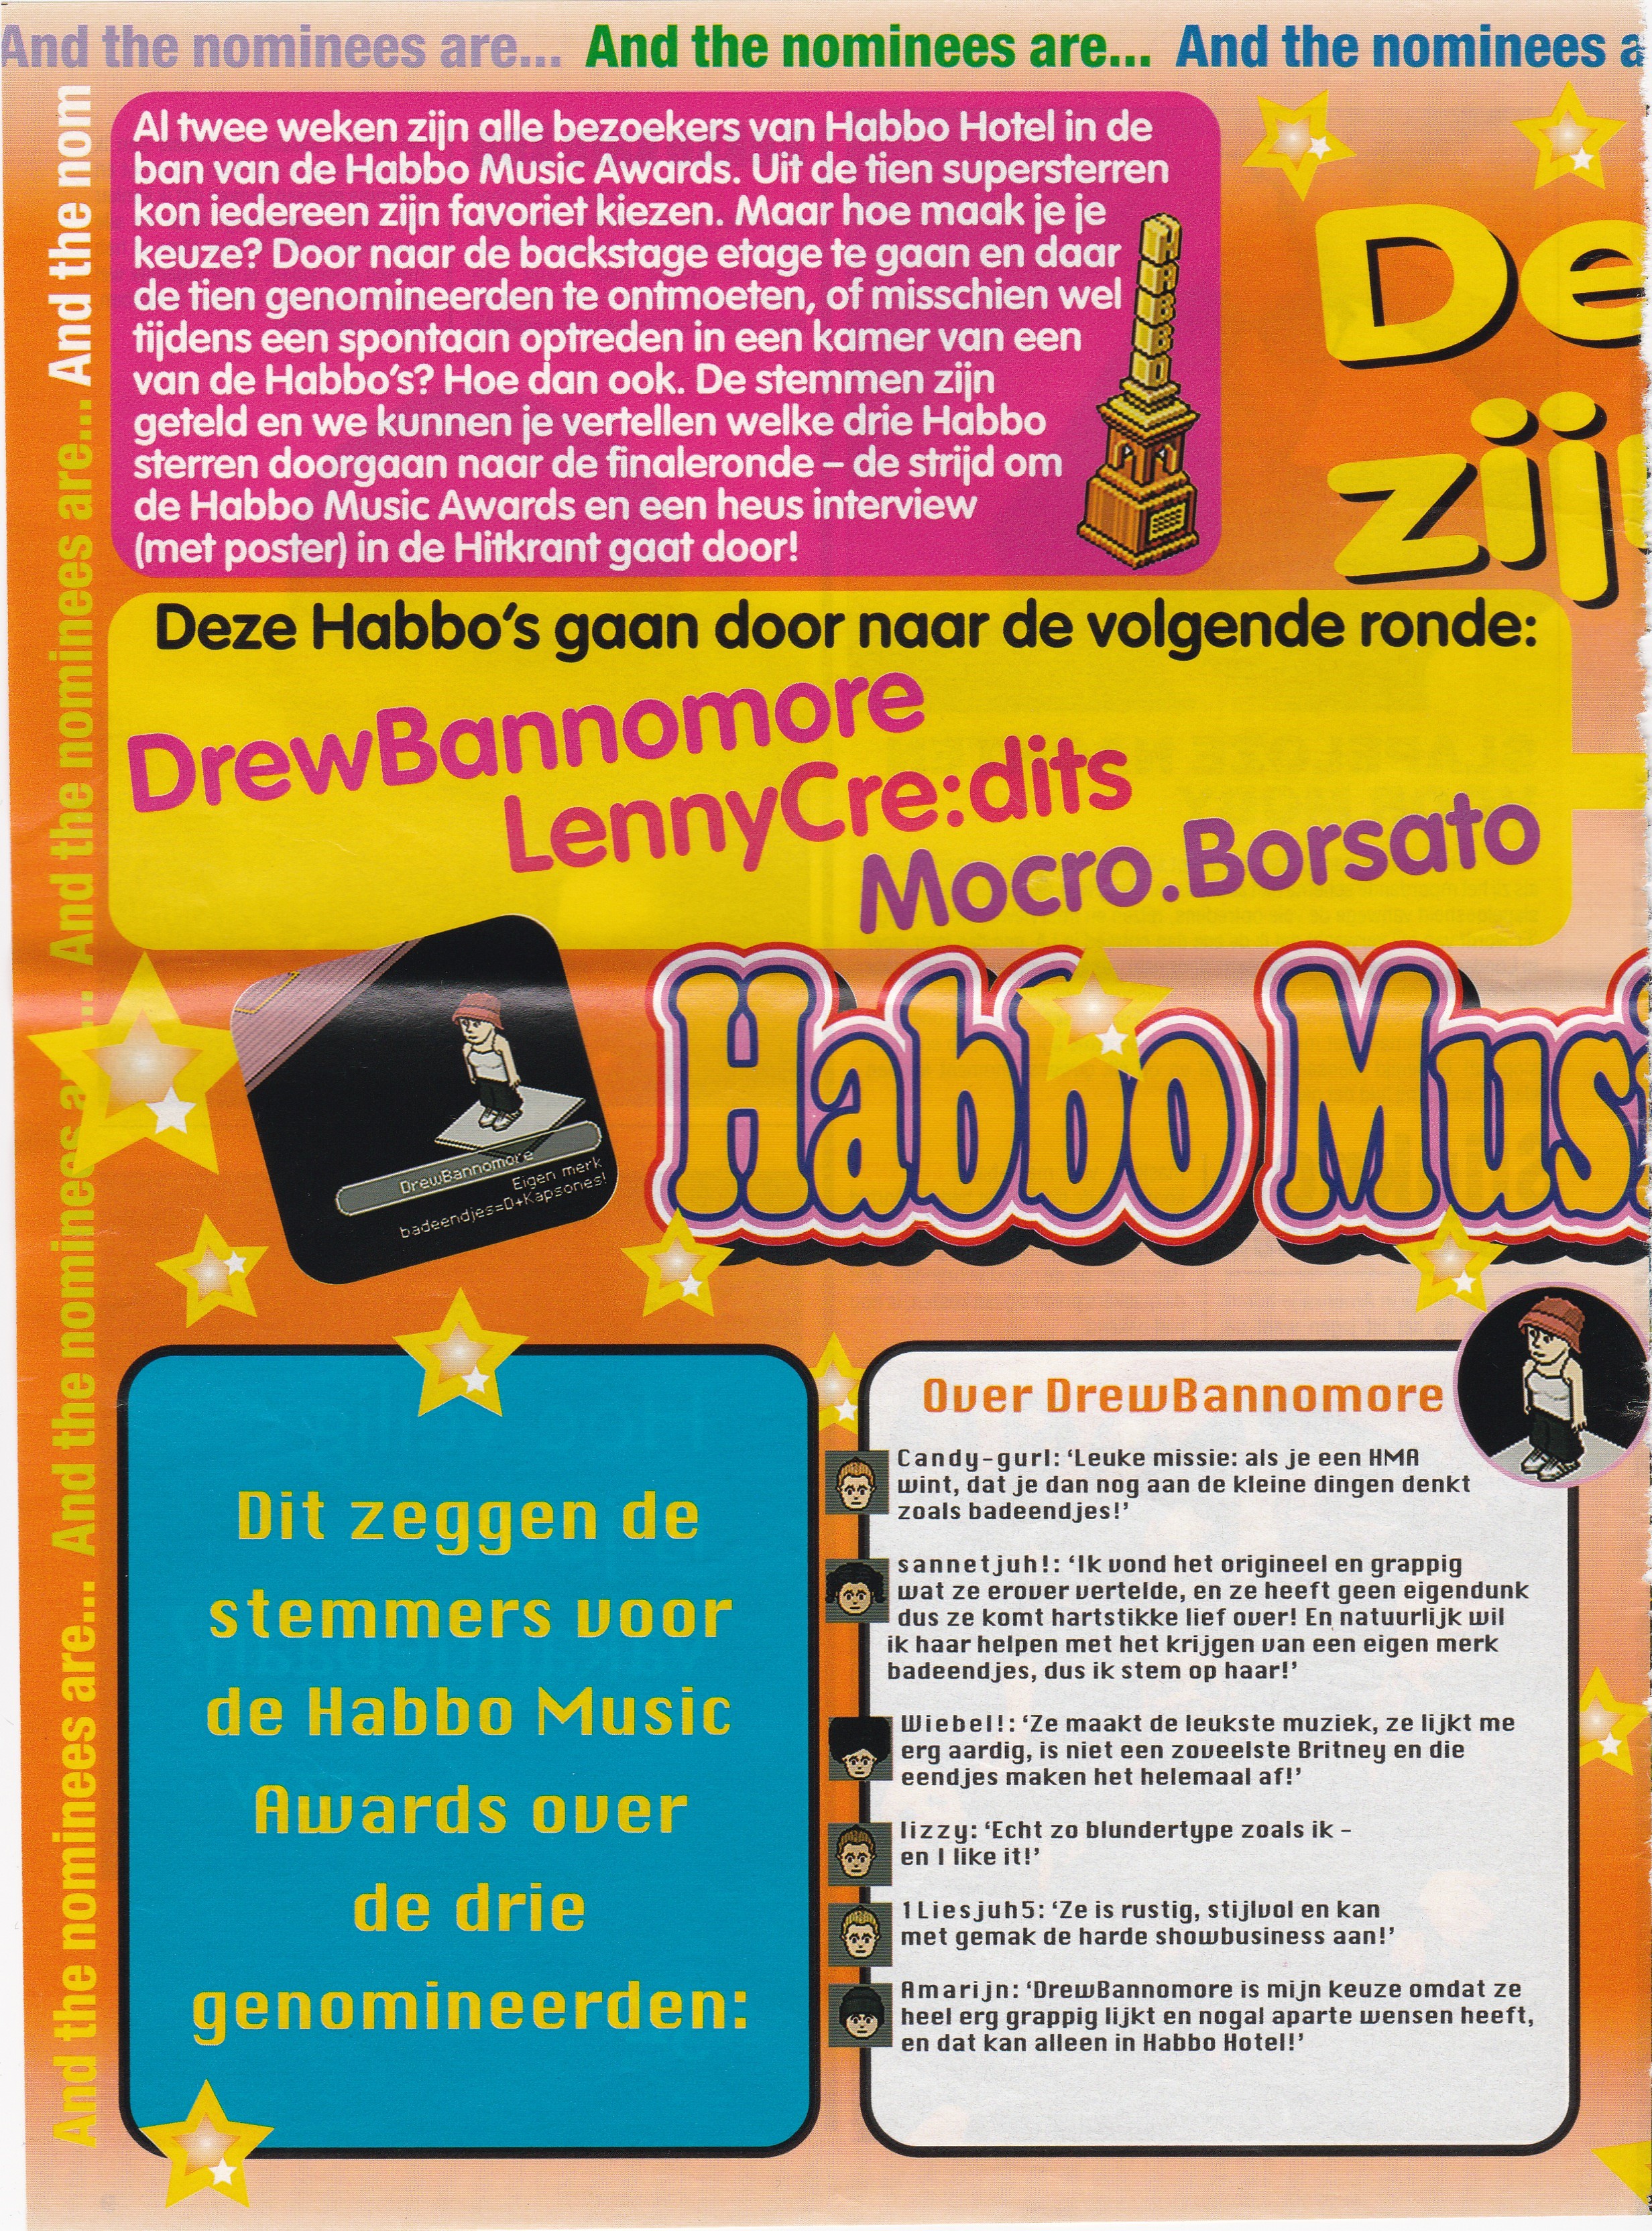 And the nominees are... And the nominees are... And the nominees a
And the nominees are... And the nominees are... And the nominees a... And the nominees are... And the nom
Al twee weken zijn alle bezoekers van Habbo Hotel in de
ban van de Habbo Music Awards. Uit de tien supersterren
kon iedereen zijn favoriet kiezen. Maar hoe maak je je
keuze? Door naar de backstage etage te gaan en daar
de tien genomineerden te ontmoeten, of misschien wel
tijdens een spontaan optreden in een kamer van een
van de Habbo's? Hoe dan ook. De stemmen zijn
geteld en we kunnen je vertellen welke drie Habbo
sterren doorgaan naar de finaleronde – de strijd om
de Habbo Music Awards en een heus interview
(met poster) in de Hitkrant gaat door!
HABBO
De
zij
Deze Habbo's gaan door naar de volgende ronde:
DrewBannomore
LennyCre:dits
Mocro.Borsato
DrewBannomore
Eigen merk
badeendjes=D+Kapsones!
Habbo Mus
Dit zeggen de
stemmers voor
de Habbo Music
Awards over
de drie
genomineerden:
Over DrewBannomore
Candy-gurl: ‘Leuke missie: als je een HMA
wint, dat je dan nog aan de kleine dingen denkt
zoals badeendjes!’
sannetjuh!: ‘Ik vond het origineel en grappig
wat ze erover vertelde, en ze heeft geen eigendunk
dus ze komt hartstikke lief over! En natuurlijk wil
ik haar helpen met het krijgen van een eigen merk
badeendjes, dus ik stem op haar!’
Wiebel!: ‘Ze maakt de leukste muziek, ze lijkt me
erg aardig, is niet een zoveelste Britney en die
eendjes maken het helemaal af!’
lizzy: ‘Echt zo blundertype zoals ik –
en I like it!’
1Liesjuh5: ‘Ze is rustig, stijlvol en kan
met gemak de harde showbusiness aan!’
Amarijn: ‘DrewBannomore is mijn keuze omdat ze
heel erg grappig lijkt en nogal aparte wensen heeft,
en dat kan alleen in Habbo Hotel!’